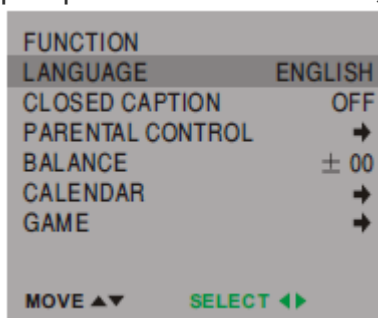 FUNCTION
LANGUAGE ENGLISH
CLOSED CAPTION OFF
PARENTAL CONTROL ➔
BALANCE ± 00
CALENDAR ➔
GAME ➔
MOVE ▲▼ SELECT ◀▶